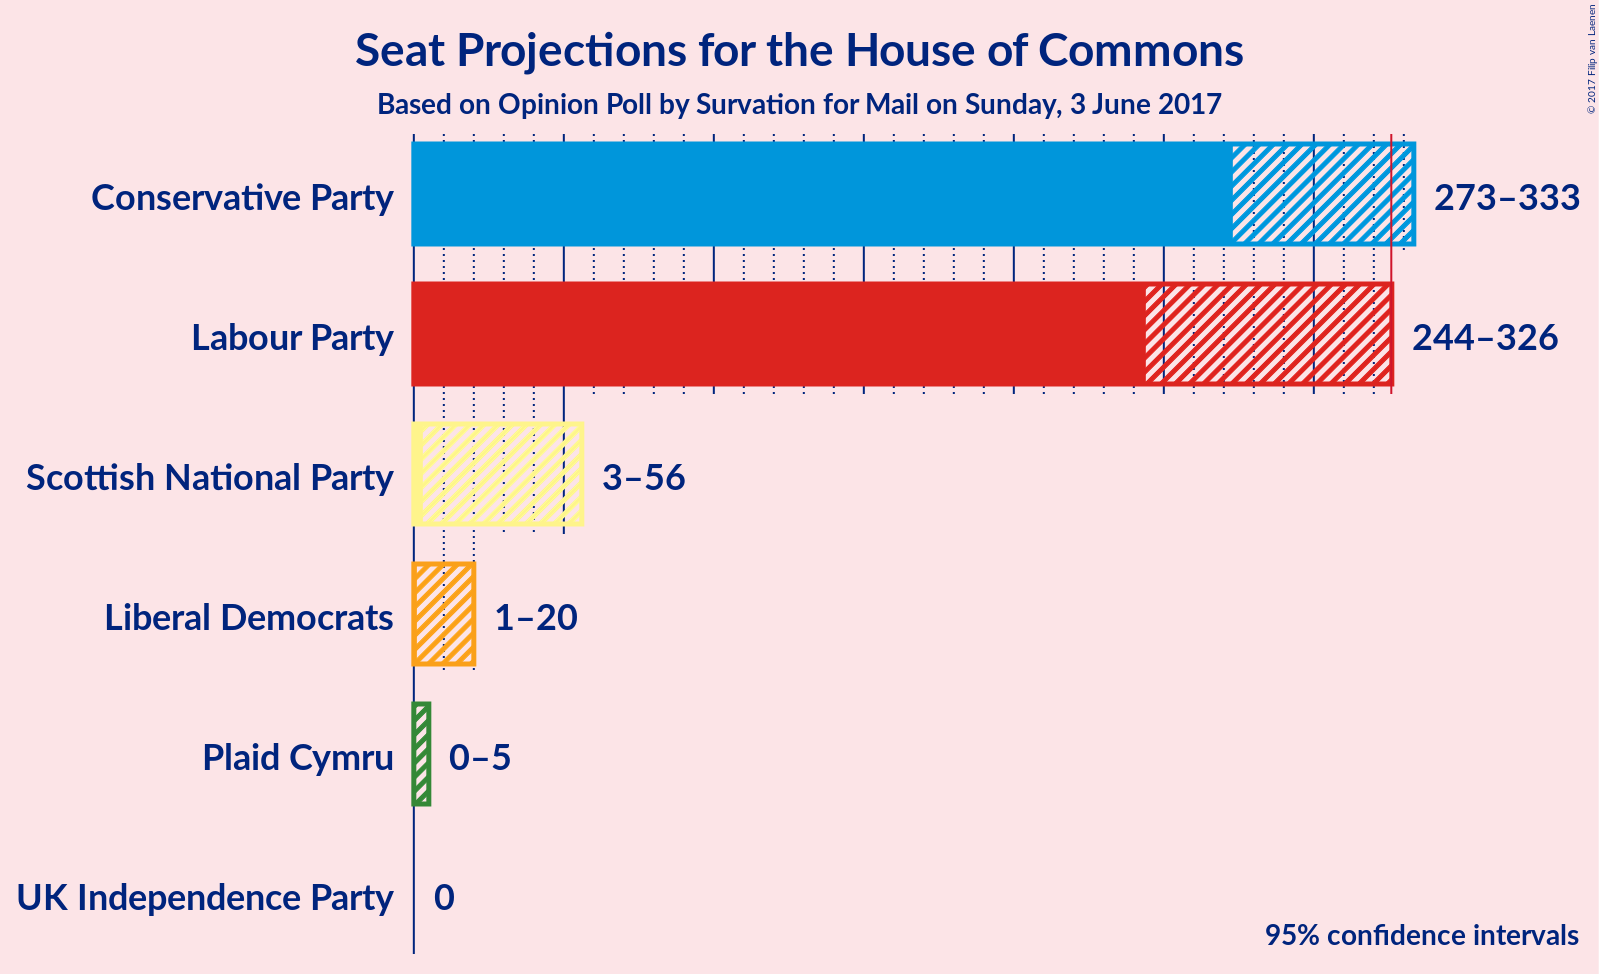 Seat Projections for the House of Commons
Based on Opinion Poll by Survation for Mail on Sunday, 3 June 2017
© 2017 Filip van Laenen
Conservative Party 273–333
Labour Party 244–326
Scottish National Party 3–56
Liberal Democrats 1–20
Plaid Cymru 0–5
UK Independence Party 0
95% confidence intervals